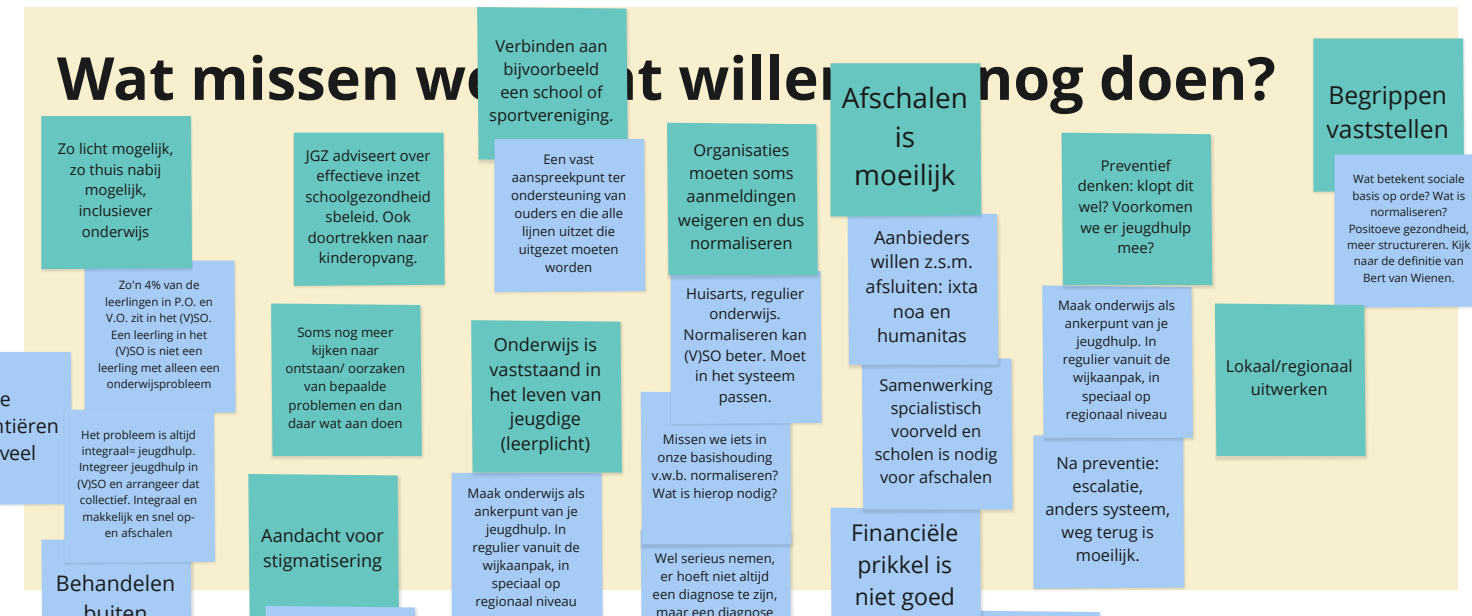 Wat missen we
nt willen
nog doen?
Verbinden aan
bijvoorbeeld
een school of
sportvereniging.
Een vast
aanspreekpunt ter
ondersteuning van
ouders en die alle
lijnen uitzet die
uitgezet moeten
worden
Zo licht mogelijk,
zo thuis nabij
mogelijk,
inclusiever
onderwijs
Zo'n 4% van de
leerlingen in P.O. en
V.O. zit in het (V)SO.
Een leerling in het
(V)SO is niet een
leerling met alleen een
onderwijsprobleem
Het probleem is altijd
integraal= jeugdhulp.
Integreer jeugdhulp in
(V)SO en arrangeer dat
collectief. Integraal en
makkelijk en snel op-
en afschalen
e
ntiëren
veel
Behandelen
buiten
JGZ adviseert over
effectieve inzet
schoolgezondheid
sbeleid. Ook
doortrekken naar
kinderopvang.
Soms nog meer
kijken naar
ontstaan/ oorzaken
van bepaalde
problemen en dan
daar wat aan doen
Aandacht voor
stigmatisering
Onderwijs is
vaststaand in
het leven van
jeugdige
(leerplicht)
Maak onderwijs als
ankerpunt van je
jeugdhulp. In
regulier vanuit de
wijkaanpak, in
speciaal op
regionaal niveau
Organisaties
moeten soms
aanmeldingen
weigeren en dus
normaliseren
Huisarts, regulier
onderwijs.
Normaliseren kan
(V)SO beter. Moet
in het systeem
passen.
Missen we iets in
onze basishouding
v.w.b. normaliseren?
Wat is hierop nodig?
Wel serieus nemen,
er hoeft niet altijd
een diagnose te zijn,
maar een diagnose
Afschalen
is
moeilijk
Aanbieders
willen z.s.m.
afsluiten: ixta
noa en
humanitas
Samenwerking
spcialistisch
voorveld en
scholen is nodig
voor afschalen
Financiële
prikkel is
niet goed
Preventief
denken: klopt dit
wel? Voorkomen
we er jeugdhulp
mee?
Maak onderwijs als
ankerpunt van je
jeugdhulp. In
regulier vanuit de
wijkaanpak, in
speciaal op
regionaal niveau
Na preventie:
escalatie,
anders systeem,
weg terug is
moeilijk.
Begrippen
vaststellen
Wat betekent sociale
basis op orde? Wat is
normaliseren?
Positoeve gezondheid,
meer structureren. Kijk
naar de definitie van
Bert van Wienen.
Lokaal/regionaal
uitwerken